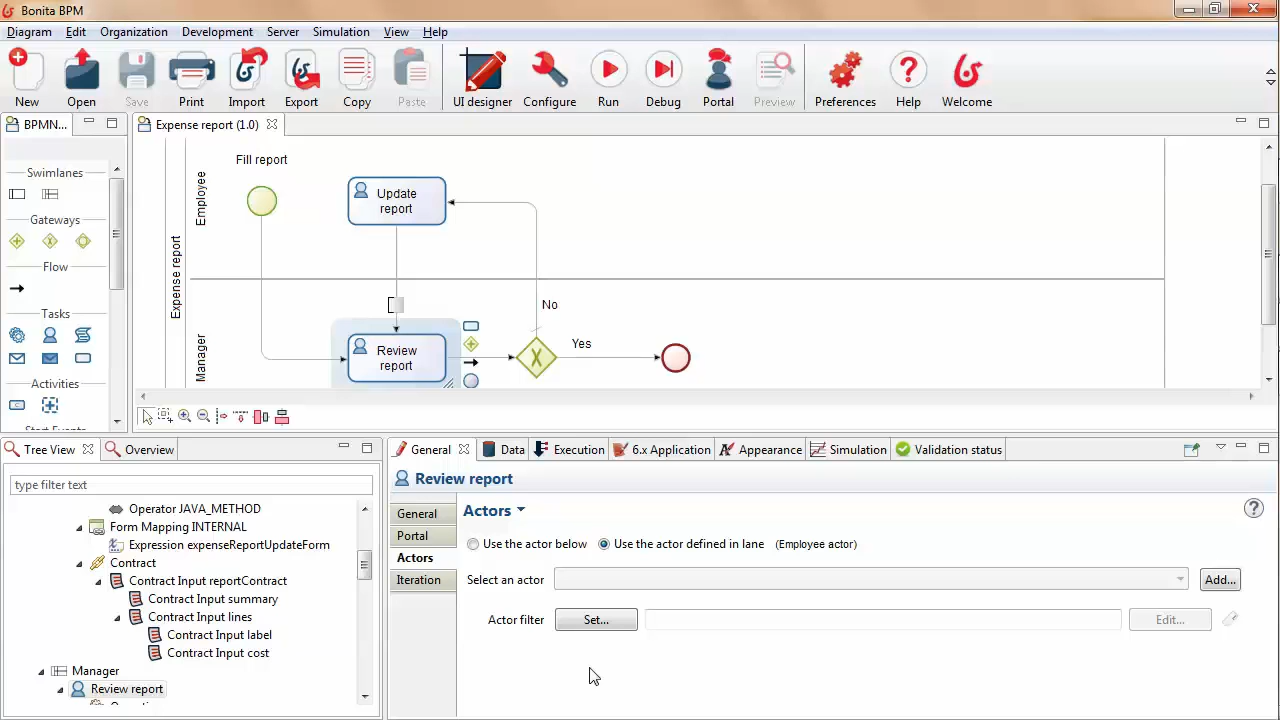 Bonita BPM
Diagram Edit Organization Development Server Simulation View Help
New Open Save Print Import Export Copy Paste UI designer Configure Run Debug Portal Preview Preferences Help Welcome
BPMN...
Expense report (1.0)
Swimlanes
Gateways
Flow
Tasks
Activities
Expense report
Employee
Manager
Fill report
Update
report
No
Review
report
Yes
Tree View
Overview
type filter text
Operator JAVA_METHOD
Form Mapping INTERNAL
Expression expenseReportUpdateForm
Contract
Contract Input reportContract
Contract Input summary
Contract Input lines
Contract Input label
Contract Input cost
Manager
Review report
General Data Execution 6.x Application Appearance Simulation Validation status
Review report
General
Portal
Actors
Iteration
Actors
Use the actor below Use the actor defined in lane (Employee actor)
Select an actor Add...
Actor filter Set... Edit...